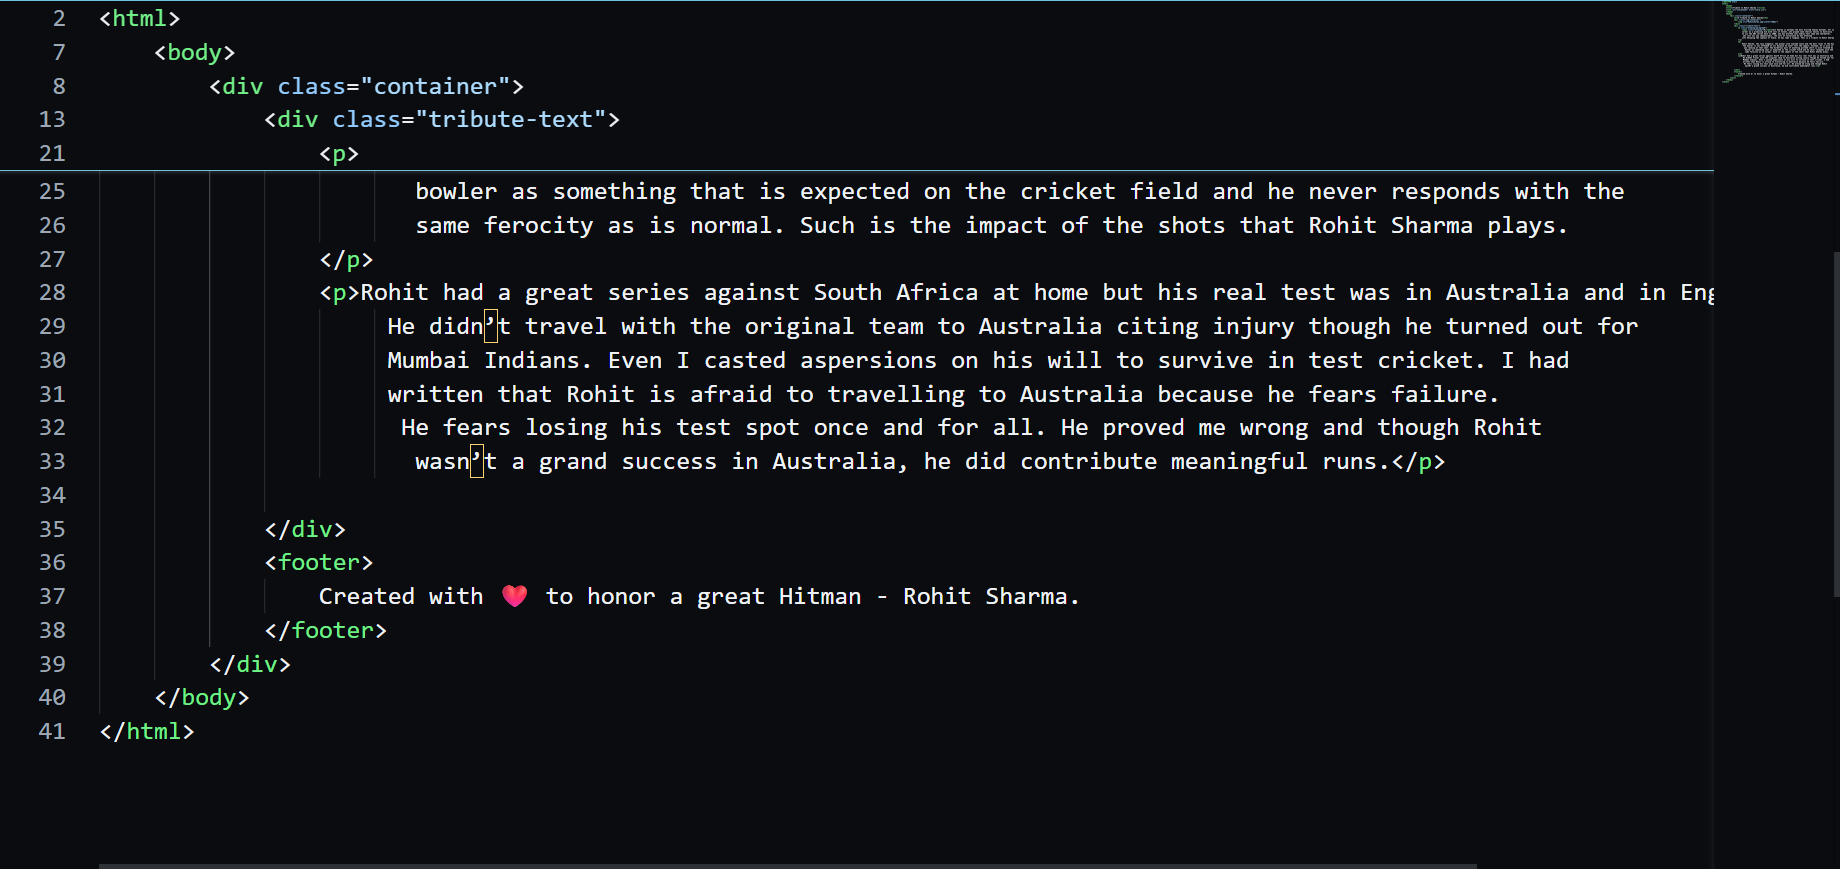 2 <html>
7 <body>
8 <div class="container">
13 <div class="tribute-text">
21 <p>
25 bowler as something that is expected on the cricket field and he never responds with the
26 same ferocity as is normal. Such is the impact of the shots that Rohit Sharma plays.
27 </p>
28 <p>Rohit had a great series against South Africa at home but his real test was in Australia and in Eng
29 He didn’t travel with the original team to Australia citing injury though he turned out for
30 Mumbai Indians. Even I casted aspersions on his will to survive in test cricket. I had
31 written that Rohit is afraid to travelling to Australia because he fears failure.
32 He fears losing his test spot once and for all. He proved me wrong and though Rohit
33 wasn’t a grand success in Australia, he did contribute meaningful runs.</p>
34
35 </div>
36 <footer>
37 Created with ❤️ to honor a great Hitman - Rohit Sharma.
38 </footer>
39 </div>
40 </body>
41 </html>